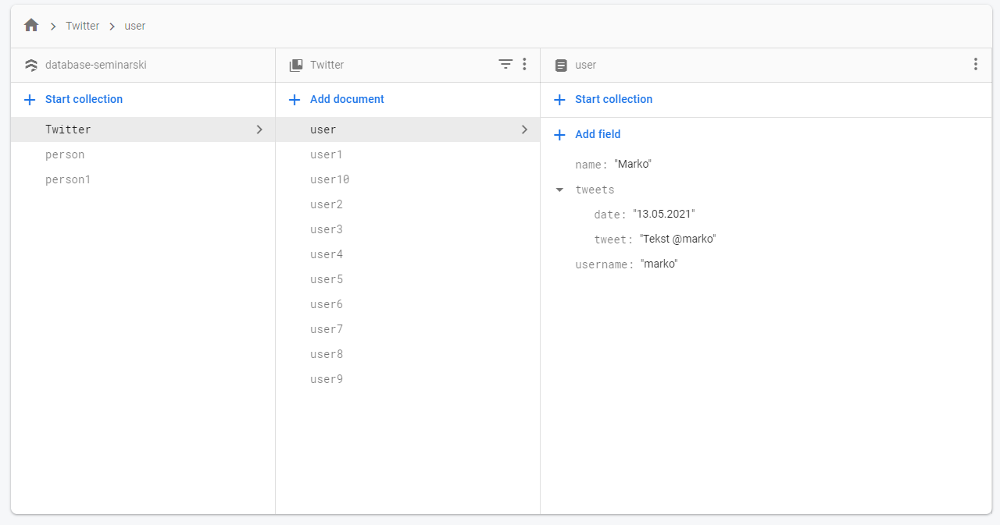 Twitter user
database-seminarski
Start collection
Twitter
person
person1
Twitter
Add document
user
user1
user10
user2
user3
user4
user5
user6
user7
user8
user9
user
Start collection
Add field
name: "Marko"
tweets
date: "13.05.2021"
tweet: "Tekst @marko"
username: "marko"